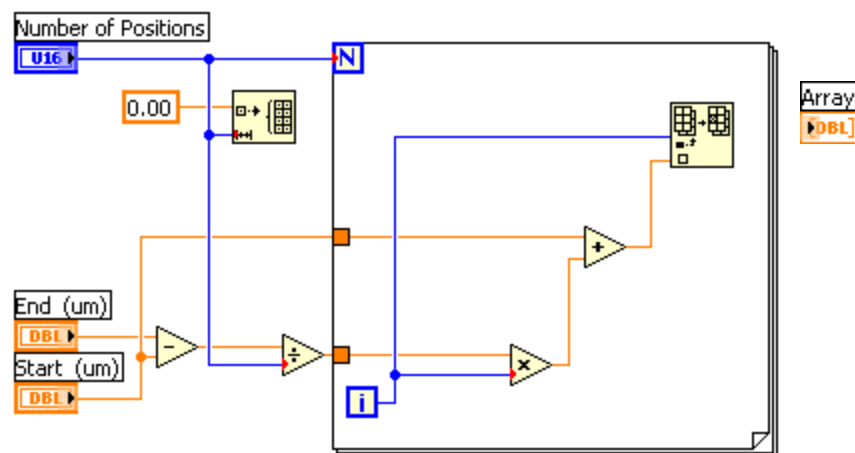 Number of Positions
U16
N
0.00
Array
DBL
+
End (um)
DBL
-
÷
Start (um)
x
DBL
i